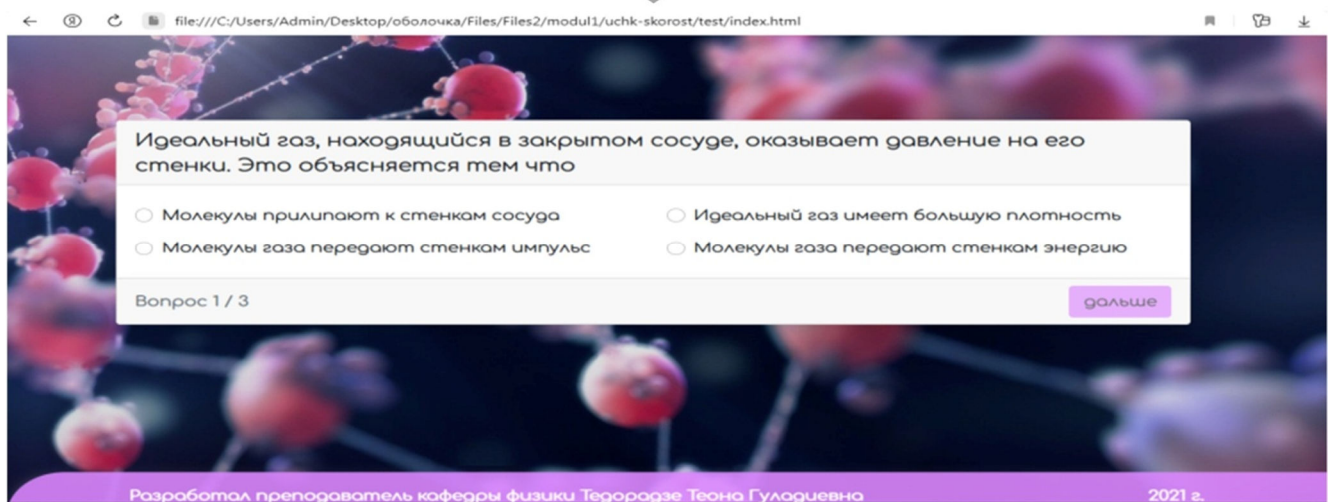 file:///C:/Users/Admin/Desktop/оболочка/Files/Files2/modul1/uchk-skorost/test/index.html
Идеальный газ, находящийся в закрытом сосуде, оказывает давление на его
стенки. Это объясняется тем что
Молекулы прилипают к стенкам сосуда
Идеальный газ имеет большую плотность
Молекулы газа передают стенкам импульс
Молекулы газа передают стенкам энергию
Вопрос 1 / 3
дальше
Разработал преподаватель кафедры физики Тедорадзе Теона Гуладиевна
2021 г.